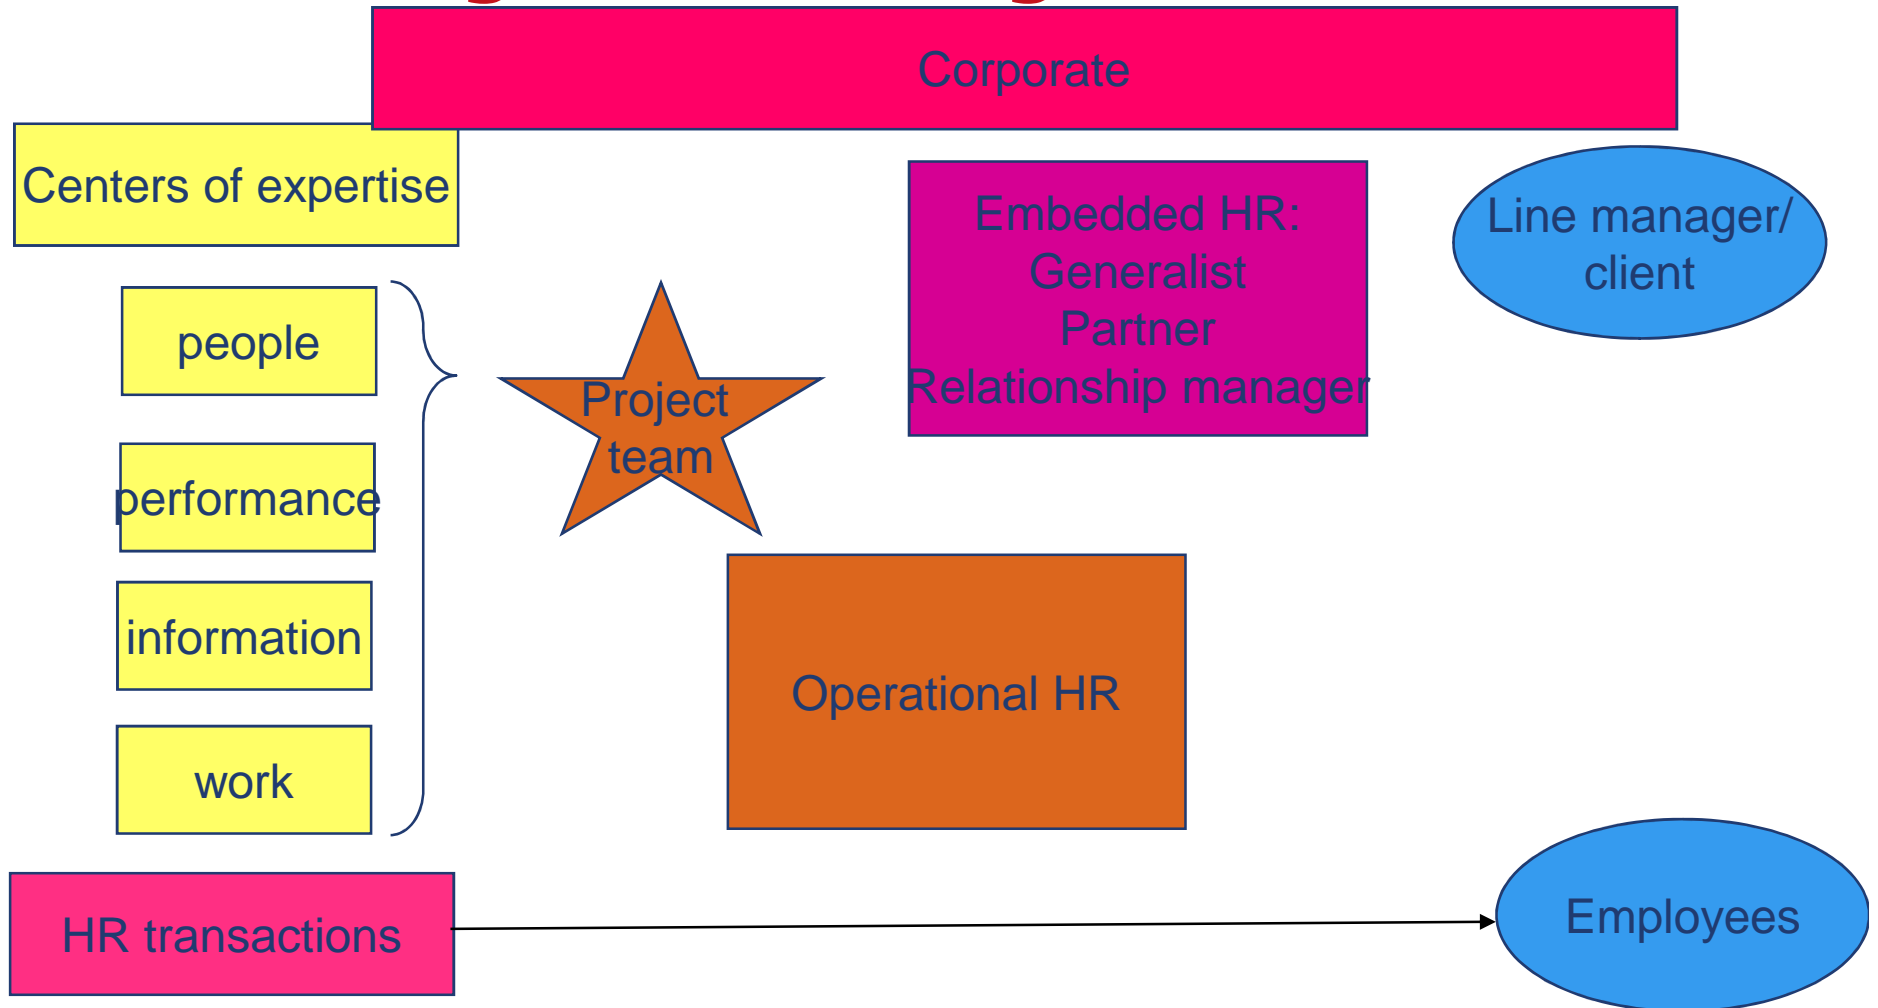 Corporate
Centers of expertise
Embedded HR:
Generalist
Partner
Relationship manager
Line manager/
client
people
Project
team
performance
information
Operational HR
work
HR transactions
Employees